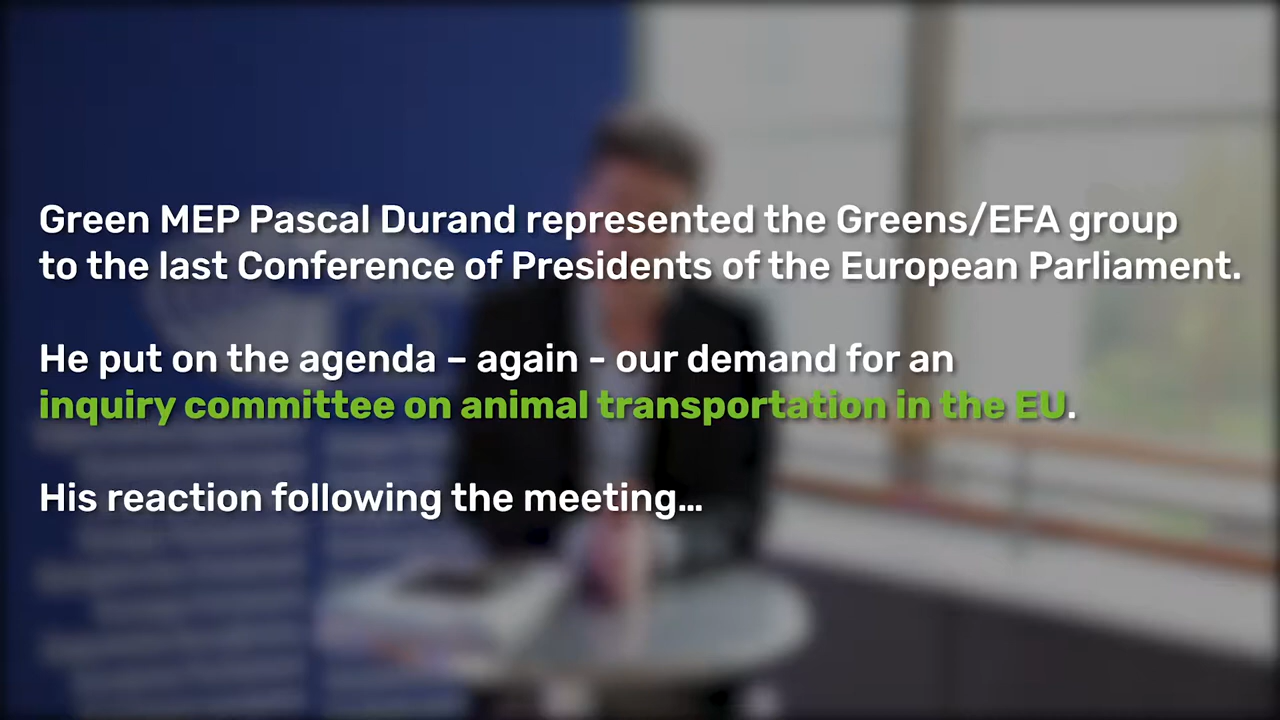 Green MEP Pascal Durand represented the Greens/EFA group
to the last Conference of Presidents of the European Parliament.
He put on the agenda – again - our demand for an
inquiry committee on animal transportation in the EU.
His reaction following the meeting…